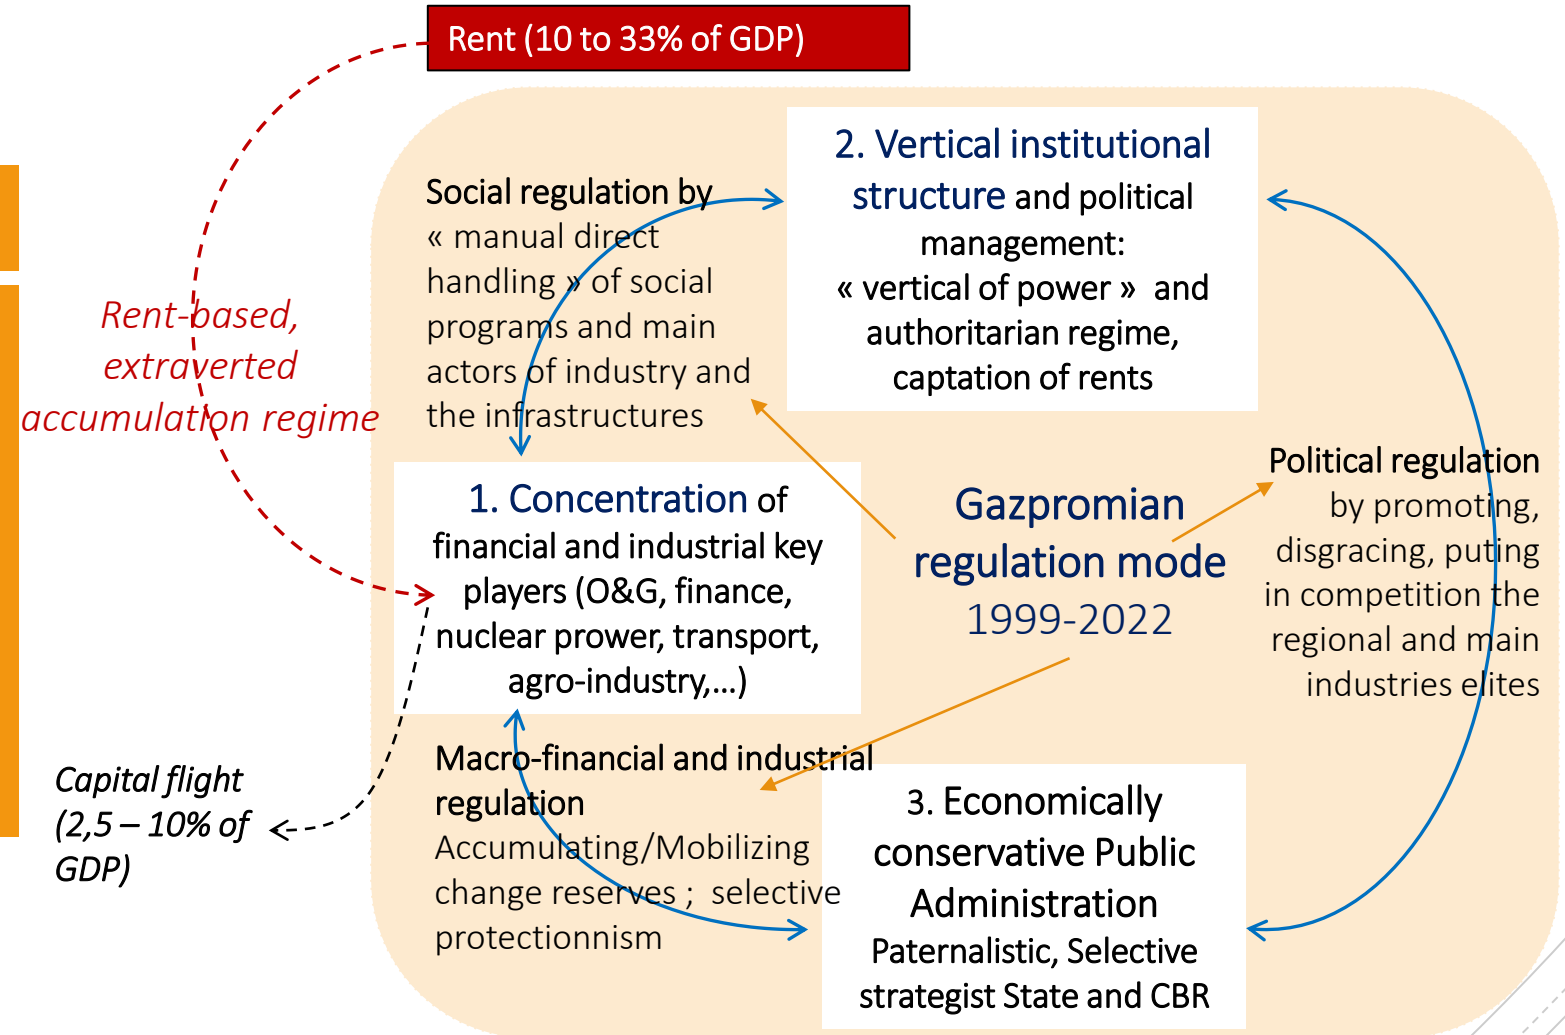 Rent (10 to 33% of GDP)
2. Vertical institutional
structure and political
management:
« vertical of power »  and
authoritarian regime,
captation of rents
Social regulation by
« manual direct
handling » of social
programs and main
actors of industry and
the infrastructures
Rent-based,
extraverted
accumulation regime
1. Concentration of
financial and industrial key
players (O&G, finance,
nuclear prower, transport,
agro-industry,...)
Gazpromian
regulation mode
1999-2022
Political regulation
by promoting,
disgracing, puting
in competition the
regional and main
industries elites
Capital flight
(2,5 – 10% of
GDP)
Macro-financial and industrial
regulation
Accumulating/Mobilizing
change reserves ;  selective
protectionnism
3. Economically
conservative Public
Administration
Paternalistic, Selective
strategist State and CBR